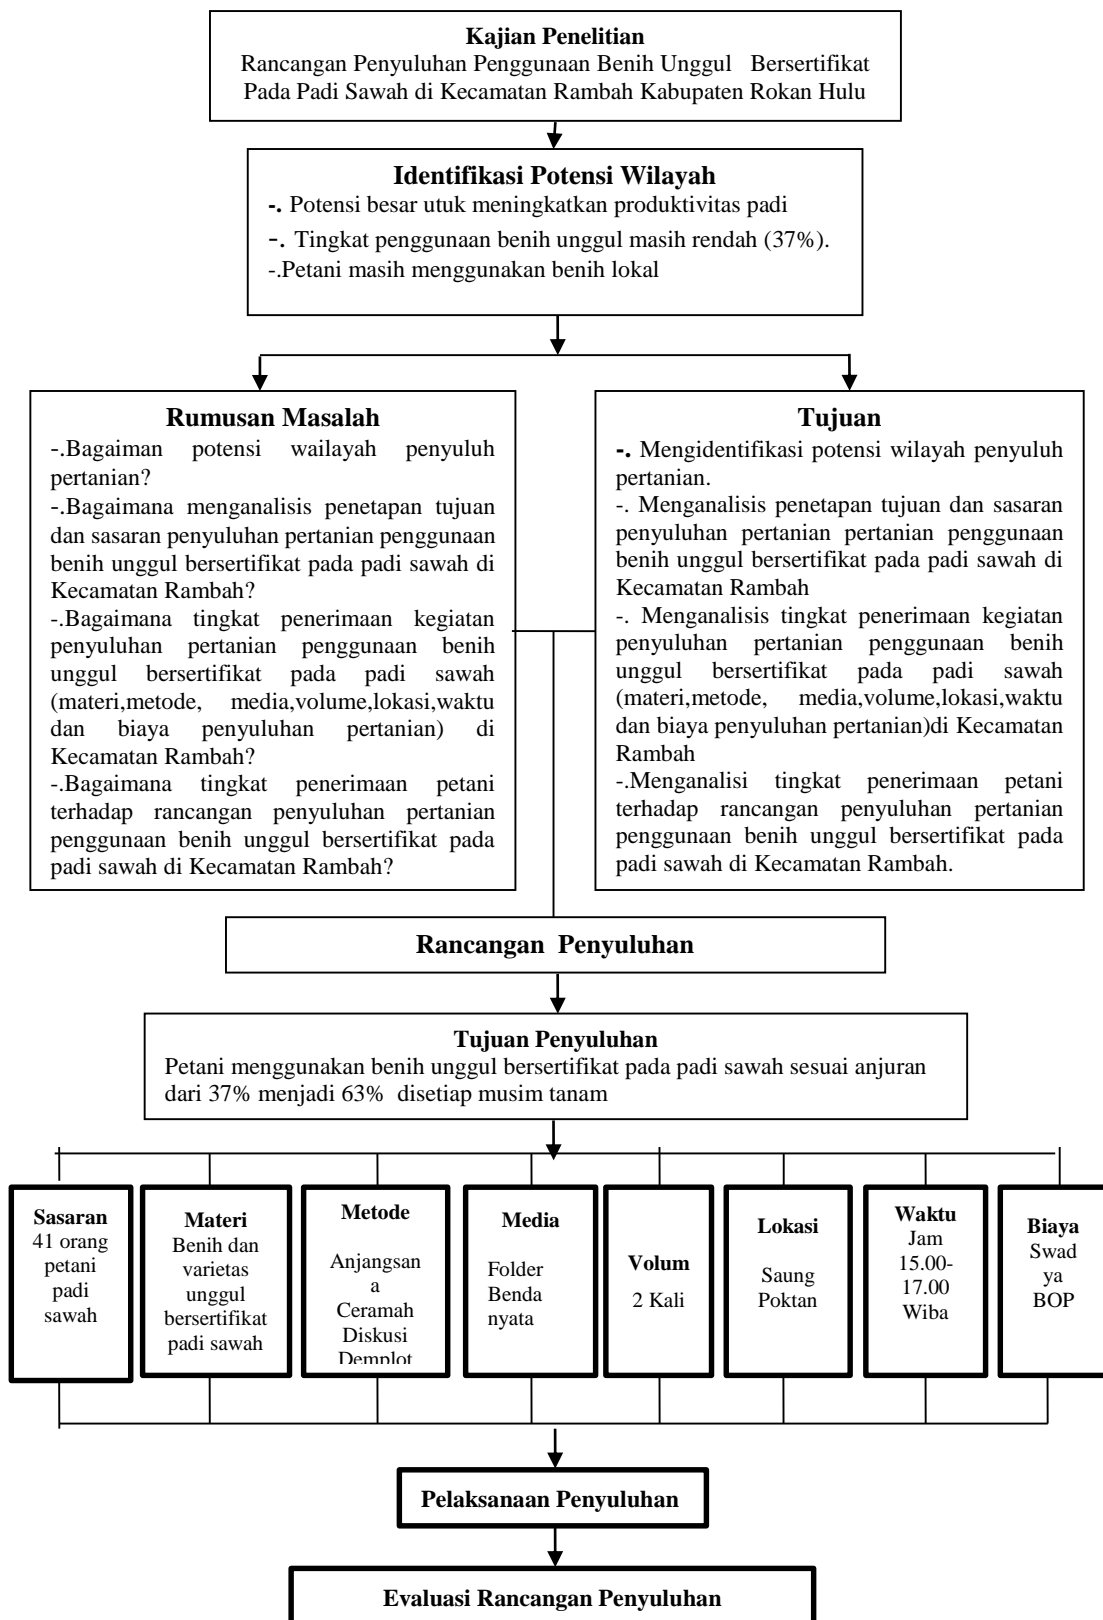 Kajian Penelitian
Rancangan Penyuluhan Penggunaan Benih Unggul Bersertifikat
Pada Padi Sawah di Kecamatan Rambah Kabupaten Rokan Hulu
Identifikasi Potensi Wilayah
-. Potensi besar utuk meningkatkan produktivitas padi
-. Tingkat penggunaan benih unggul masih rendah (37%).
-.Petani masih menggunakan benih lokal
Rumusan Masalah
-.Bagaiman potensi wailayah penyuluh
pertanian?
-.Bagaimana menganalisis penetapan tujuan
dan sasaran penyuluhan pertanian penggunaan
benih unggul bersertifikat pada padi sawah di
Kecamatan Rambah?
-.Bagaimana tingkat penerimaan kegiatan
penyuluhan pertanian penggunaan benih
unggul bersertifikat pada padi sawah
(materi,metode, media,volume,lokasi,waktu
dan biaya penyuluhan pertanian) di
Kecamatan Rambah?
-.Bagaimana tingkat penerimaan petani
terhadap rancangan penyuluhan pertanian
penggunaan benih unggul bersertifikat pada
padi sawah di Kecamatan Rambah?
Tujuan
-. Mengidentifikasi potensi wilayah penyuluh
pertanian.
-. Menganalisis penetapan tujuan dan sasaran
penyuluhan pertanian pertanian penggunaan
benih unggul bersertifikat pada padi sawah di
Kecamatan Rambah
-. Menganalisis tingkat penerimaan kegiatan
penyuluhan pertanian penggunaan benih
unggul bersertifikat pada padi sawah
(materi,metode, media,volume,lokasi,waktu
dan biaya penyuluhan pertanian)di Kecamatan
Rambah
-.Menganalisi tingkat penerimaan petani
terhadap rancangan penyuluhan pertanian
penggunaan benih unggul bersertifikat pada
padi sawah di Kecamatan Rambah.
Rancangan Penyuluhan
Tujuan Penyuluhan
Petani menggunakan benih unggul bersertifikat pada padi sawah sesuai anjuran
dari 37% menjadi 63% disetiap musim tanam
Sasaran
41 orang
petani
padi
sawah
Materi
Benih dan
varietas
unggul
bersertifikat
padi sawah
Metode
Anjangsan
a
Ceramah
Diskusi
Demplot
Media
Folder
Benda
nyata
Volum
2 Kali
Lokasi
Saung
Poktan
Waktu
Jam
15.00-
17.00
Wiba
Biaya
Swad
ya
BOP
Pelaksanaan Penyuluhan
Evaluasi Rancangan Penyuluhan